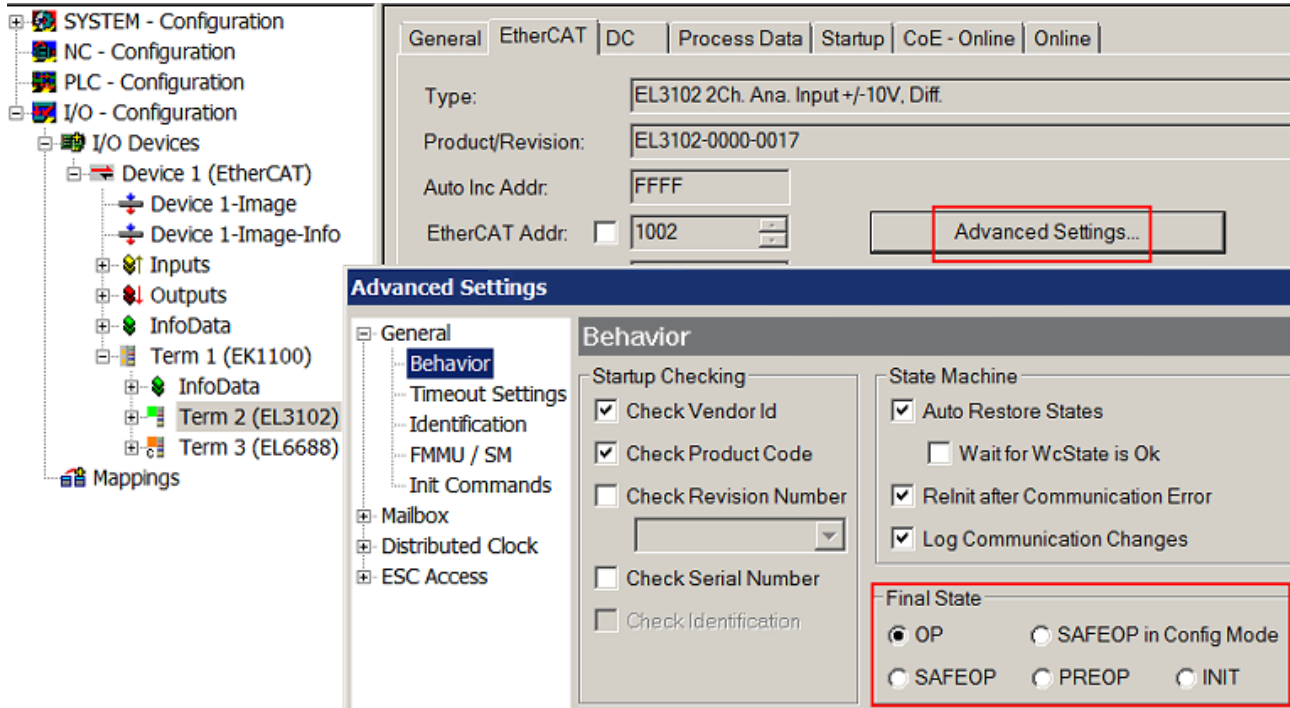 SYSTEM - Configuration
NC - Configuration
PLC - Configuration
I/O - Configuration
I/O Devices
Device 1 (EtherCAT)
Device 1-Image
Device 1-Image-Info
Inputs
Outputs
InfoData
Term 1 (EK1100)
InfoData
Term 2 (EL3102)
Term 3 (EL6688)
Mappings
General EtherCAT DC Process Data Startup CoE - Online Online
Type: EL3102 2Ch. Ana. Input +/-10V, Diff.
Product/Revision: EL3102-0000-0017
Auto Inc Addr: FFFF
EtherCAT Addr: 1002 Advanced Settings...
Advanced Settings
General
Behavior
Timeout Settings
Identification
FMMU / SM
Init Commands
Mailbox
Distributed Clock
ESC Access
Behavior
Startup Checking
Check Vendor Id
Check Product Code
Check Revision Number
Check Serial Number
Check Identification
State Machine
Auto Restore States
Wait for WcState is Ok
ReInit after Communication Error
Log Communication Changes
Final State
OP SAFEOP in Config Mode
SAFEOP PREOP INIT